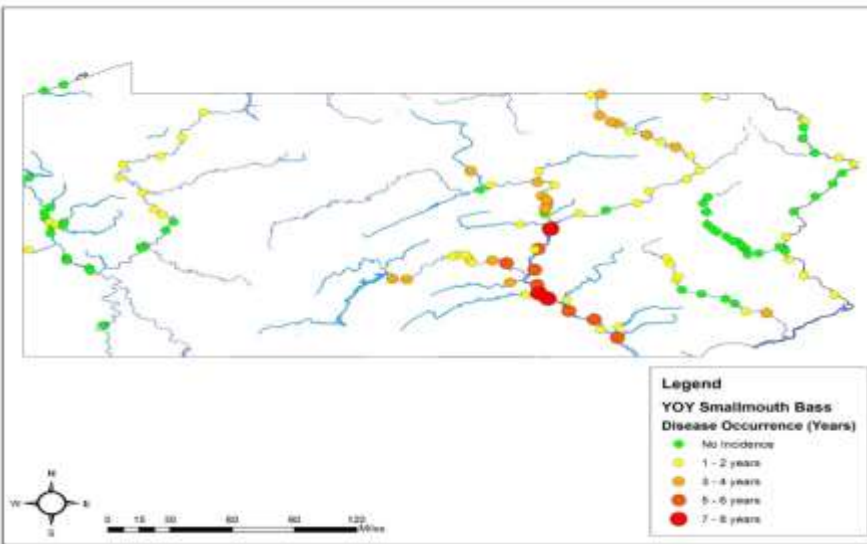 Legend
YOY Smallmouth Bass
Disease Occurrence (Years)
No Incidence
1 - 2 years
3 - 4 years
5 - 6 years
7 - 8 years
N
W E
S
0 15 30 60 90 120
Miles